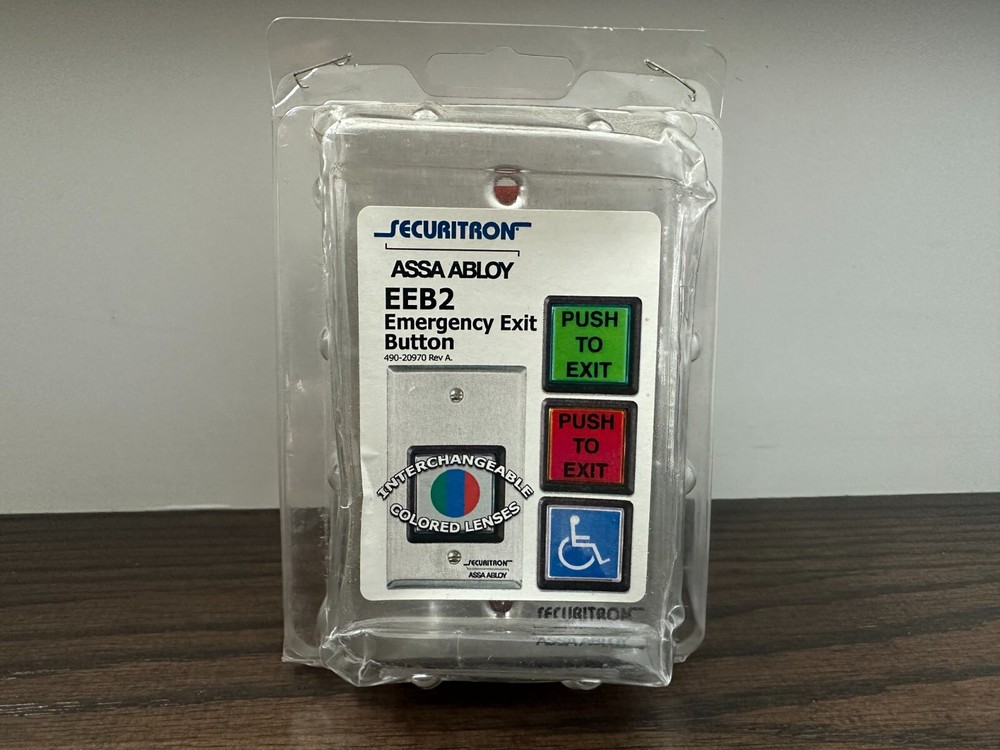 SECURITRON
ASSA ABLOY
EEB2
Emergency Exit
Button
490-20970 Rev A.
PUSH
TO
EXIT
PUSH
TO
EXIT
INTERCHANGEABLE
COLORED LENSES
SECURITRON
ASSA ABLOY
SECURITRON
ASSA ABLOY